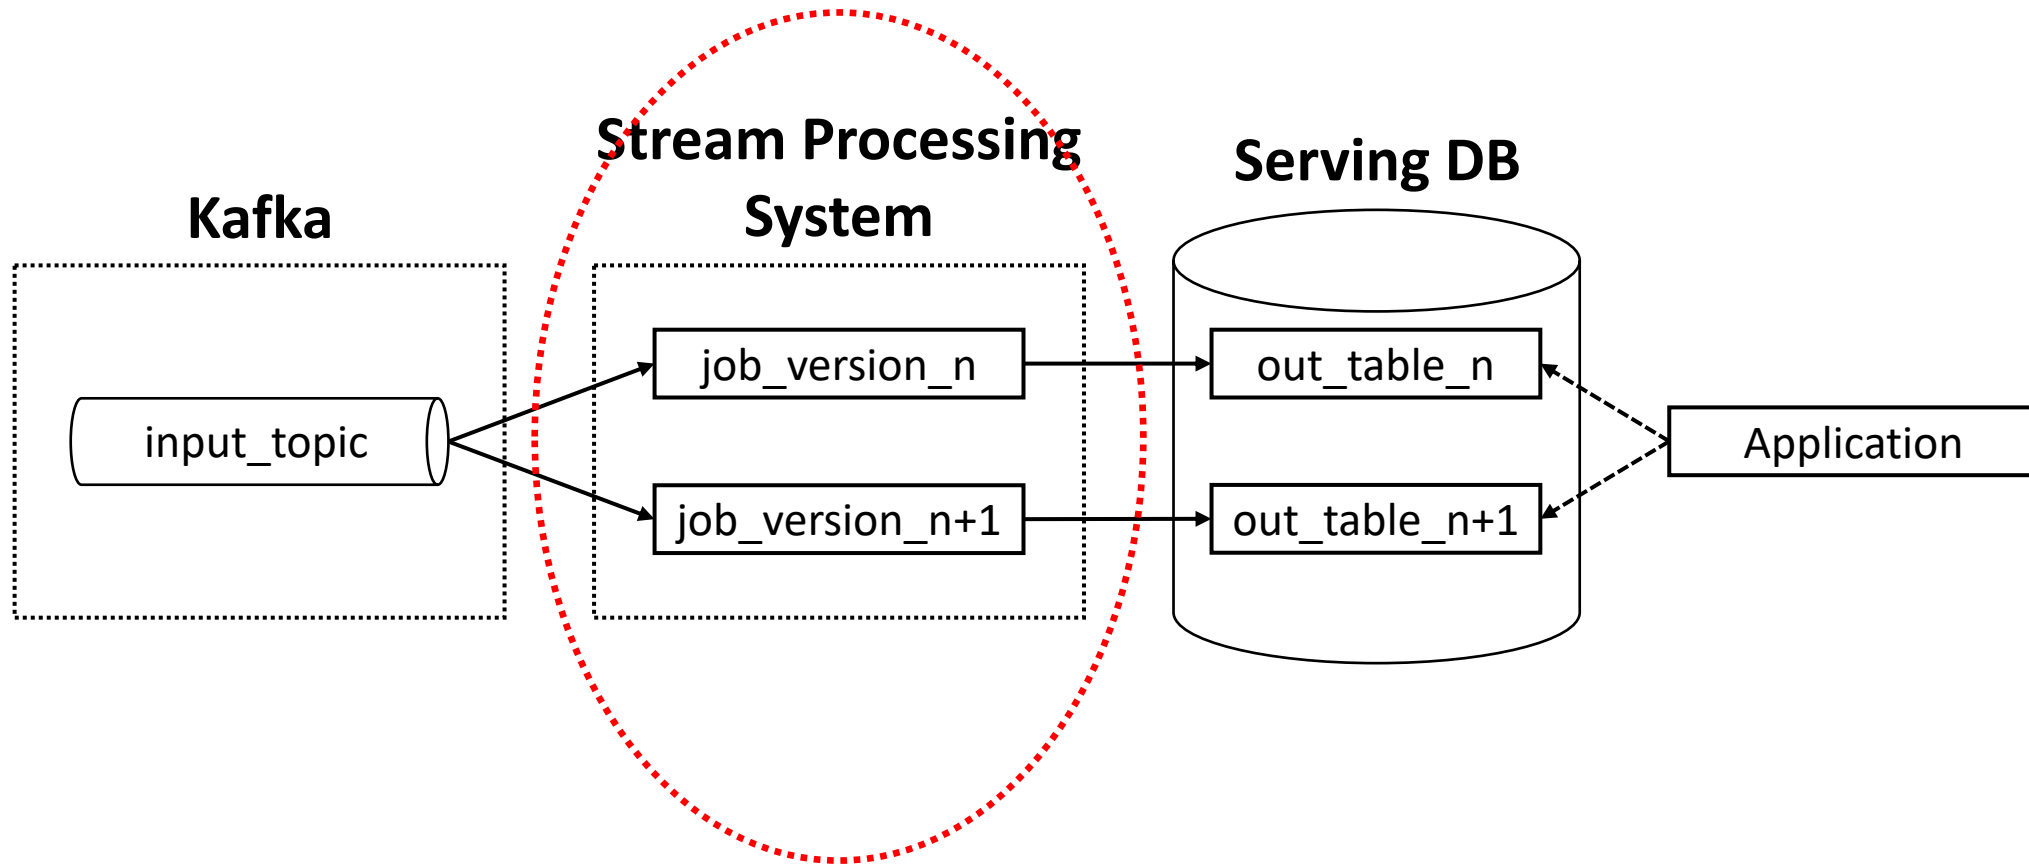 Kafka
input_topic
Stream Processing
System
job_version_n
job_version_n+1
Serving DB
out_table_n
out_table_n+1
Application